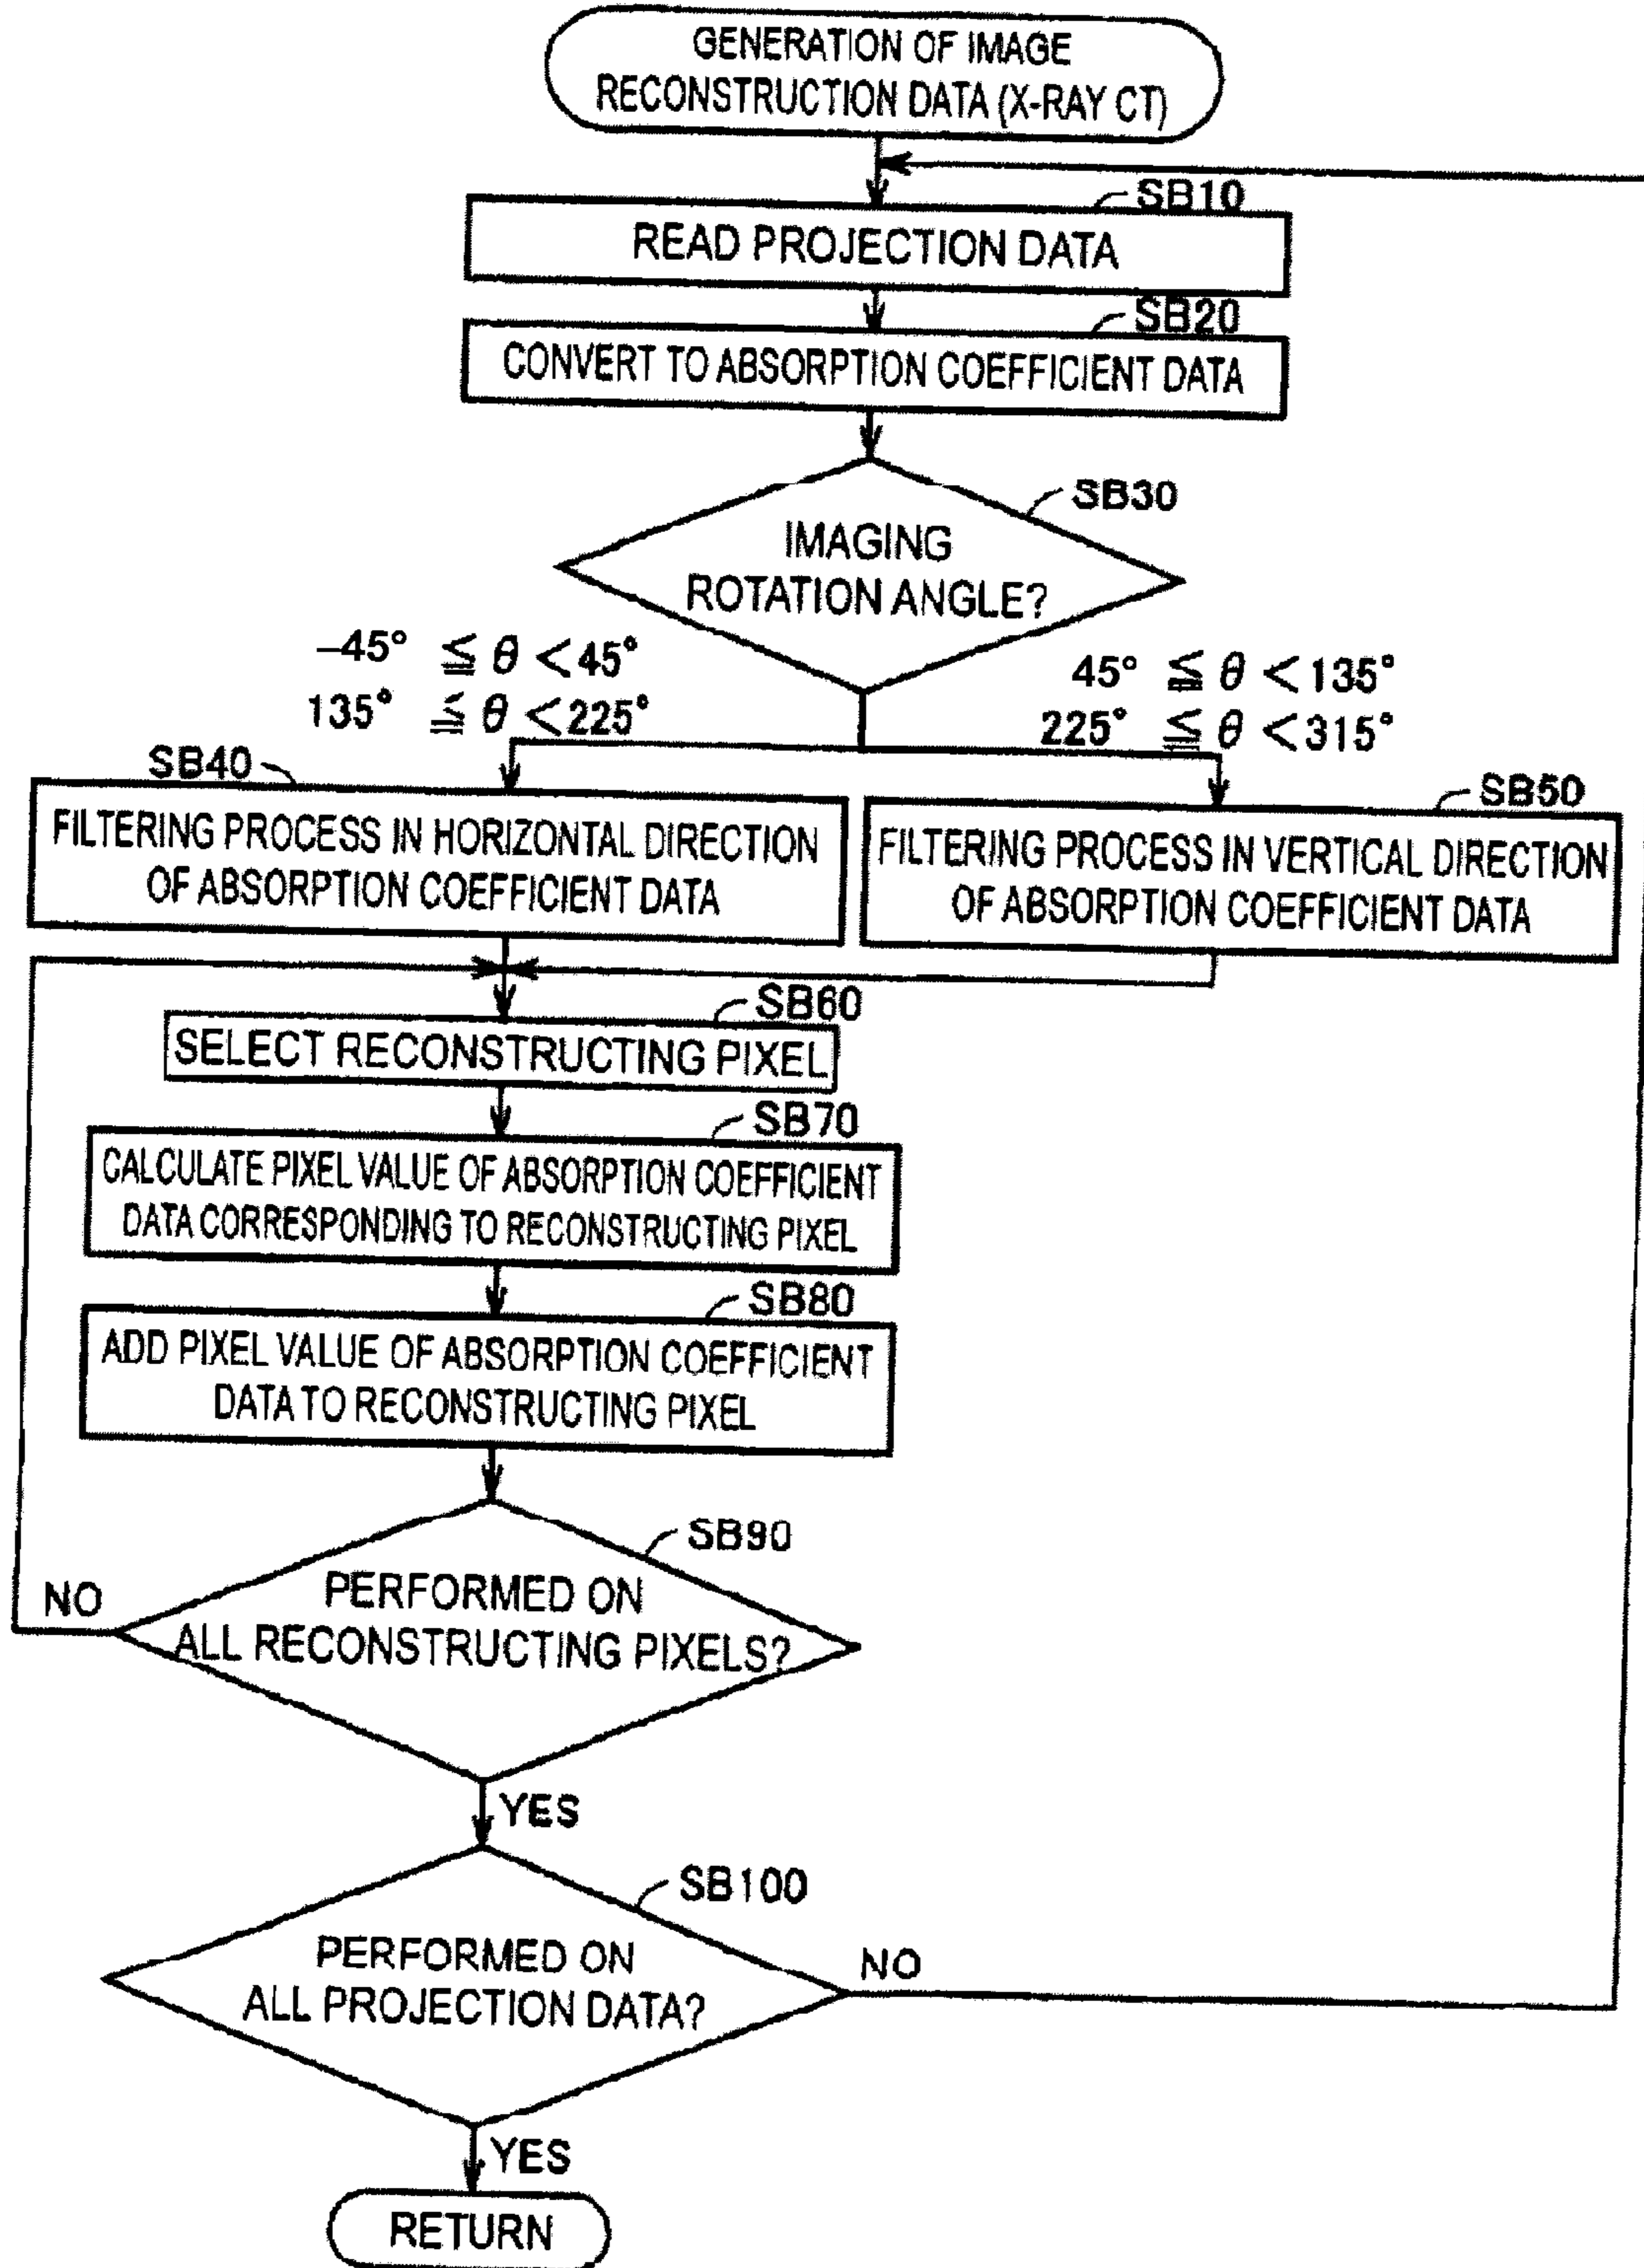 GENERATION OF IMAGE
RECONSTRUCTION DATA (X-RAY CT)
SB10
READ PROJECTION DATA
SB20
CONVERT TO ABSORPTION COEFFICIENT DATA
SB30
IMAGING
ROTATION ANGLE?
−45° ≦ θ <45°
135° ≦ θ <225°
45° ≦ θ <135°
225° ≦ θ <315°
SB40
FILTERING PROCESS IN HORIZONTAL DIRECTION
OF ABSORPTION COEFFICIENT DATA
SB50
FILTERING PROCESS IN VERTICAL DIRECTION
OF ABSORPTION COEFFICIENT DATA
SB60
SELECT RECONSTRUCTING PIXEL
SB70
CALCULATE PIXEL VALUE OF ABSORPTION COEFFICIENT
DATA CORRESPONDING TO RECONSTRUCTING PIXEL
SB80
ADD PIXEL VALUE OF ABSORPTION COEFFICIENT
DATA TO RECONSTRUCTING PIXEL
SB90
PERFORMED ON
ALL RECONSTRUCTING PIXELS?
NO
YES
SB100
PERFORMED ON
ALL PROJECTION DATA?
NO
YES
RETURN